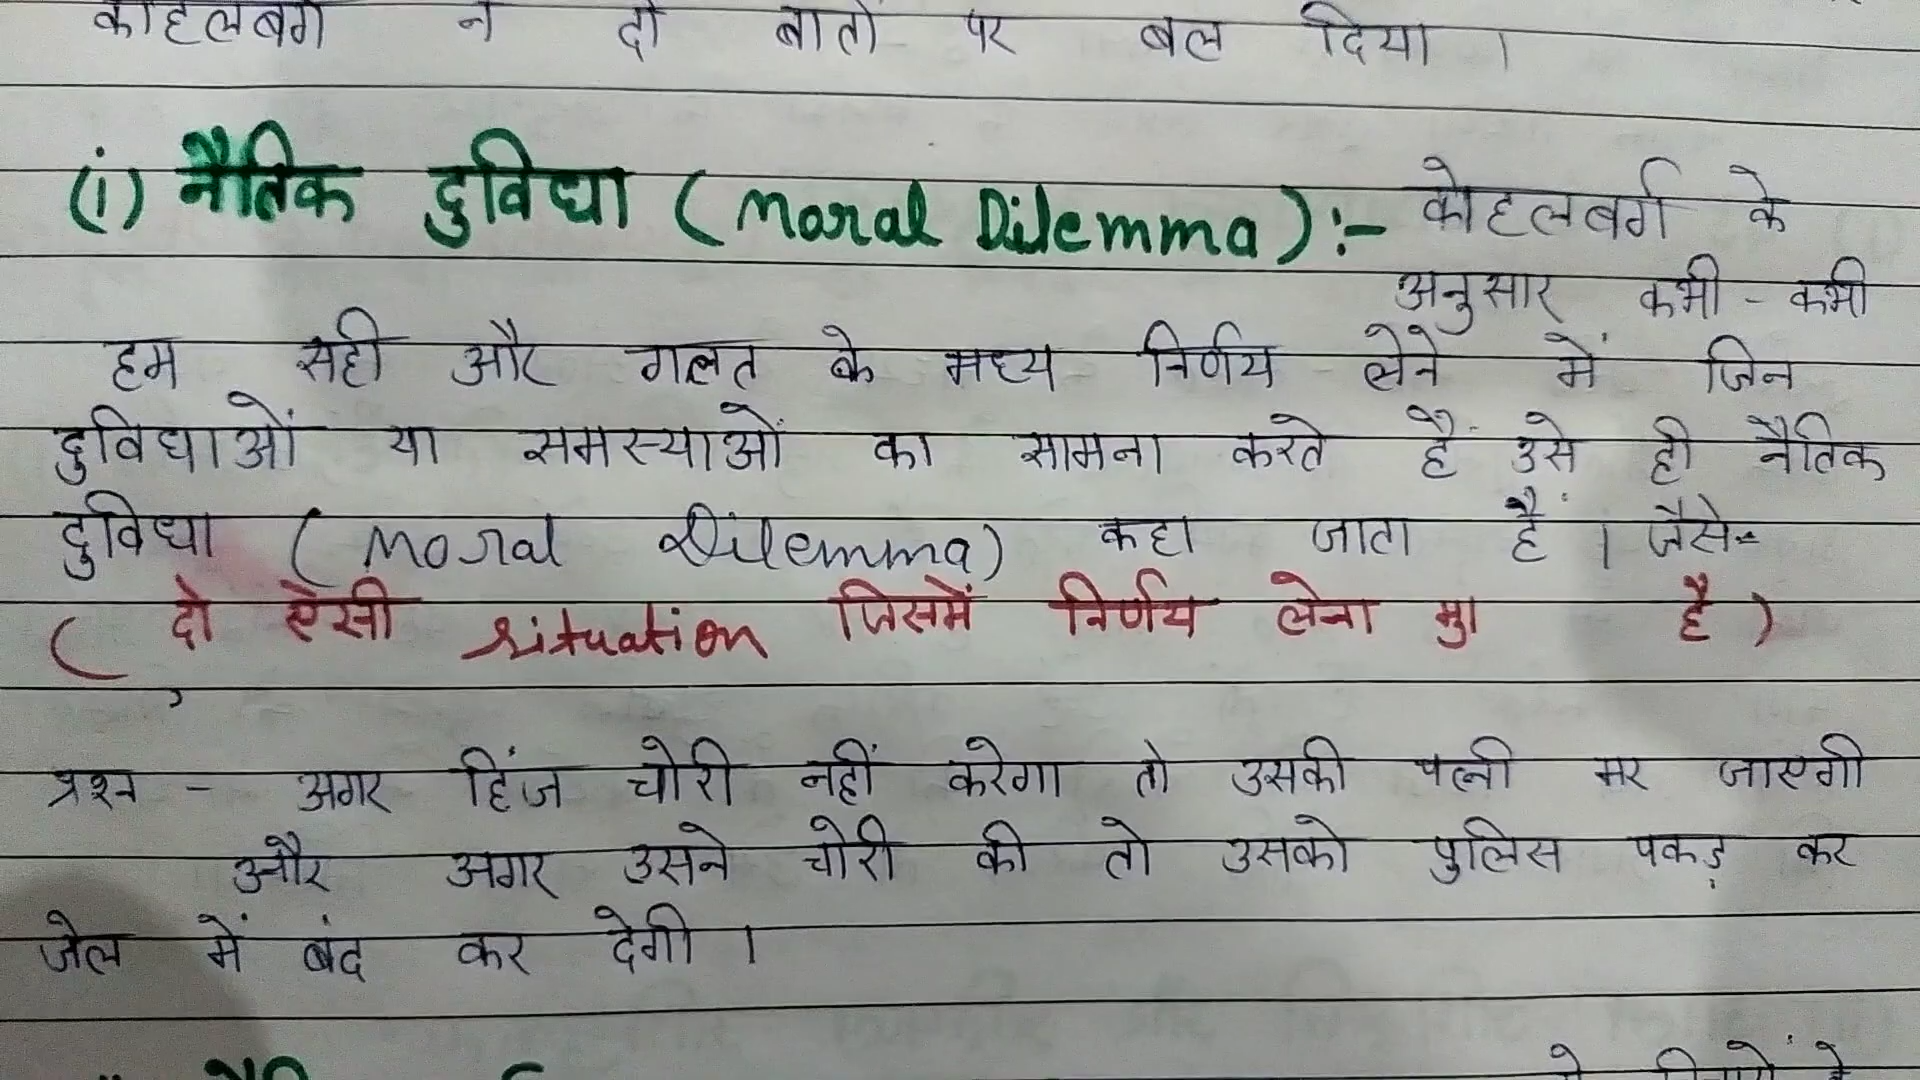 कोहलबर्ग ने दो बातों पर बल दिया ।
(i) नैतिक दुविधा ( Moral Dilemma ) :- कोहलबर्ग के
अनुसार कभी - कभी
हम सही और गलत के मध्य निर्णय लेने में जिन
दुविधाओं या समस्याओं का सामना करते हैं उसे ही नैतिक
दुविधा ( Moral Dilemma) कहा जाता है । जैसे-
( दो ऐसी situation जिसमें निर्णय लेना है )
प्रश्न - अगर हिंज चोरी नहीं करेगा तो उसकी पत्नी मर जाएगी
और अगर उसने चोरी की तो उसको पुलिस पकड़ कर
जेल में बंद कर देगी ।